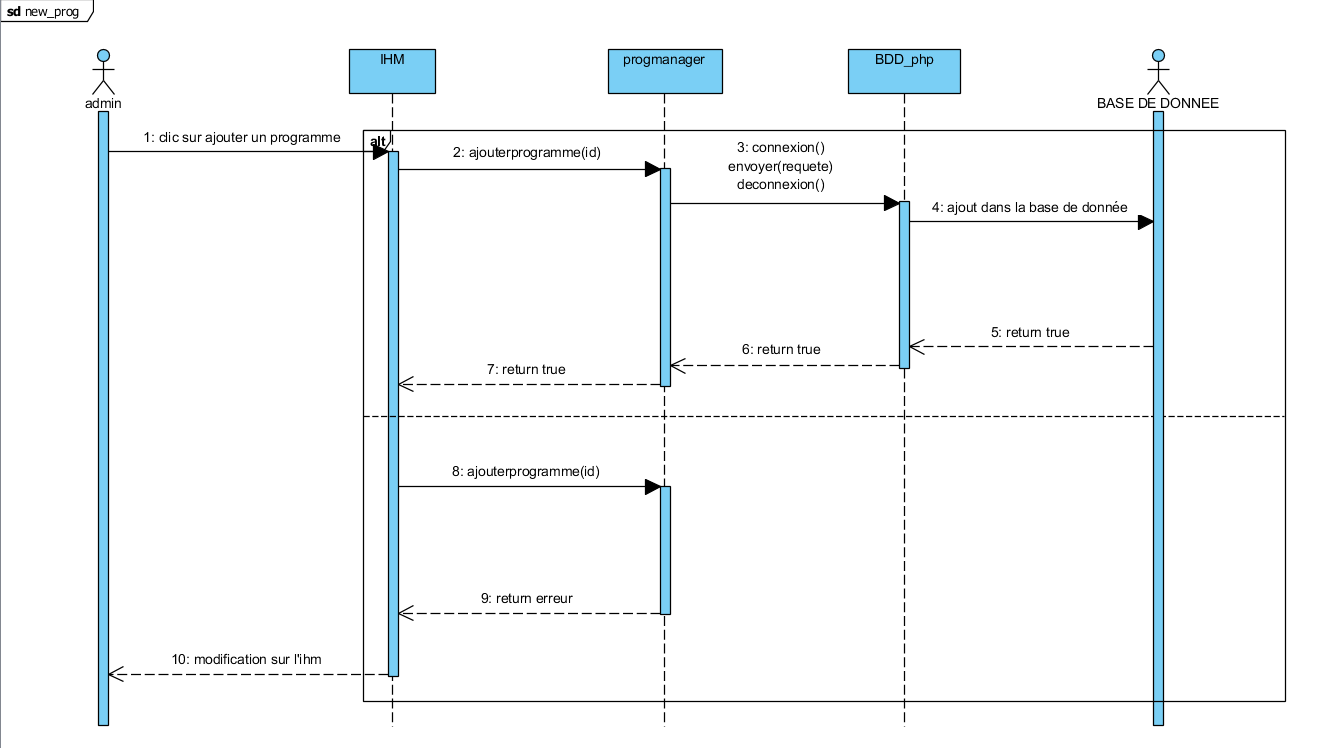 sd new_prog
admin
IHM
progmanager
BDD_php
BASE DE DONNEE
alt
1: clic sur ajouter un programme
2: ajouterprogramme(id)
3: connexion()
envoyer(requete)
deconnexion()
4: ajout dans la base de donnée
5: return true
6: return true
7: return true
8: ajouterprogramme(id)
9: return erreur
10: modification sur l'ihm